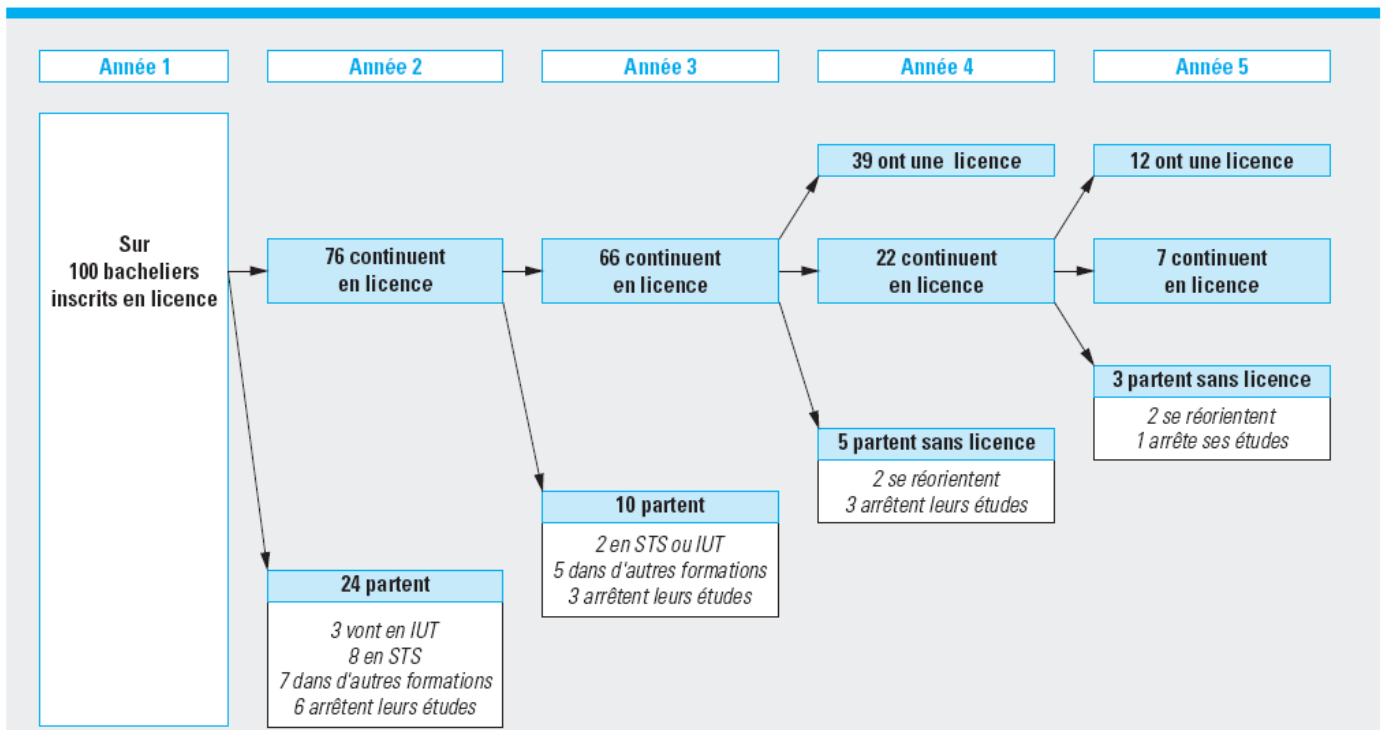 Année 1
Année 2
Année 3
Année 4
Année 5
Sur
100 bacheliers
inscrits en licence
76 continuent
en licence
24 partent
3 vont en IUT
8 en STS
7 dans d'autres formations
6 arrêtent leurs études
66 continuent
en licence
10 partent
2 en STS ou IUT
5 dans d'autres formations
3 arrêtent leurs études
39 ont une licence
22 continuent
en licence
5 partent sans licence
2 se réorientent
3 arrêtent leurs études
12 ont une licence
7 continuent
en licence
3 partent sans licence
2 se réorientent
1 arrête ses études